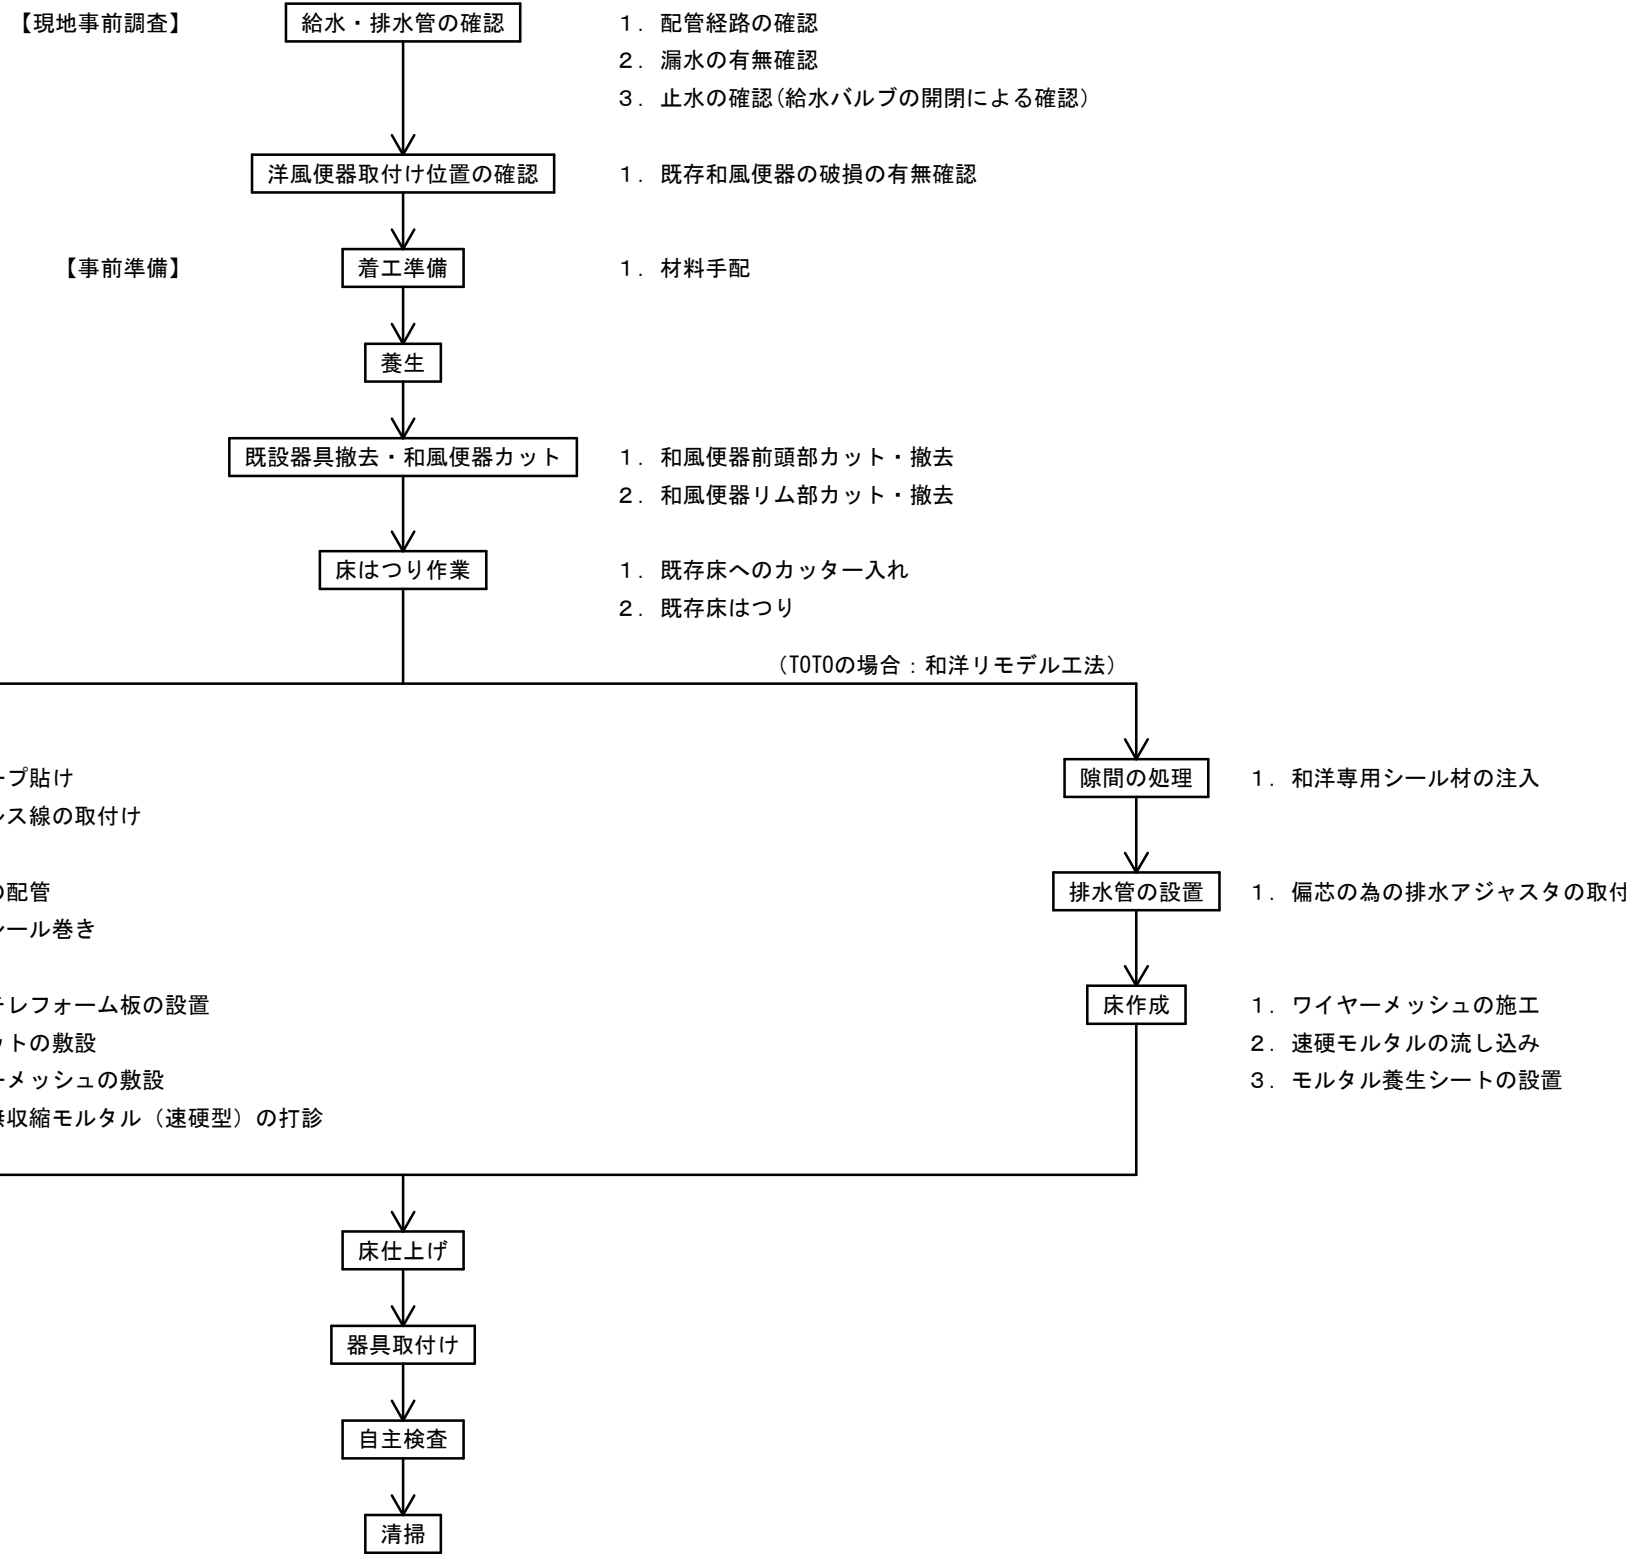 【現地事前調査】
給水・排水管の確認
1. 配管経路の確認
2. 漏水の有無確認
3. 止水の確認(給水バルブの開閉による確認)
洋風便器取付け位置の確認
1. 既存和風便器の破損の有無確認
【事前準備】
着工準備
1. 材料手配
養生
既設器具撤去・和風便器カット
1. 和風便器前頭部カット・撤去
2. 和風便器リム部カット・撤去
床はつり作業
1. 既存床へのカッター入れ
2. 既存床はつり
(TOTOの場合：和洋リモデル工法)
ープ貼け
レス線の取付け
の配管
シール巻き
チレフォーム板の設置
ットの敷設
ーメッシュの敷設
無収縮モルタル（速硬型）の打診
隙間の処理
1. 和洋専用シール材の注入
排水管の設置
1. 偏芯の為の排水アジャスタの取付
床作成
1. ワイヤーメッシュの施工
2. 速硬モルタルの流し込み
3. モルタル養生シートの設置
床仕上げ
器具取付け
自主検査
清掃